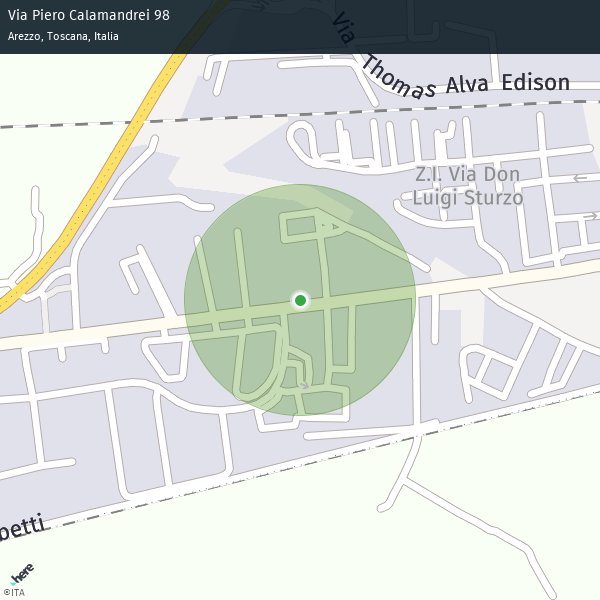 Via Piero Calamandrei 98
Arezzo, Toscana, Italia
Via Thomas Alva Edison
Z.I. Via Don
Luigi Sturzo
betti
here
©ITA